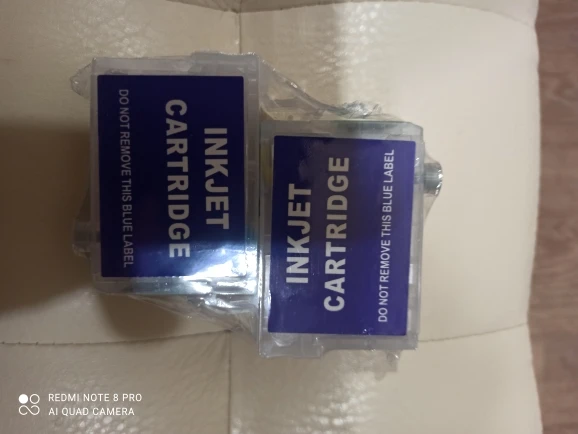 INKJET
CARTRIDGE
DO NOT REMOVE THIS BLUE LABEL
INKJET
CARTRIDGE
DO NOT REMOVE THIS BLUE LABEL
REDMI NOTE 8 PRO
AI QUAD CAMERA